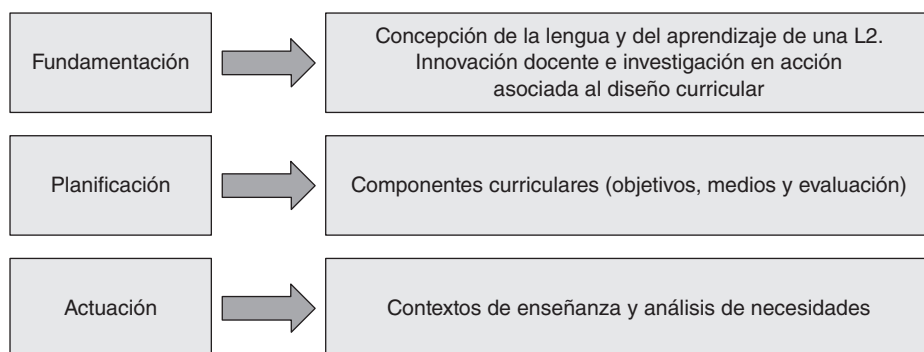 Fundamentación
Concepción de la lengua y del aprendizaje de una L2.
Innovación docente e investigación en acción
asociada al diseño curricular
Planificación
Componentes curriculares (objetivos, medios y evaluación)
Actuación
Contextos de enseñanza y análisis de necesidades